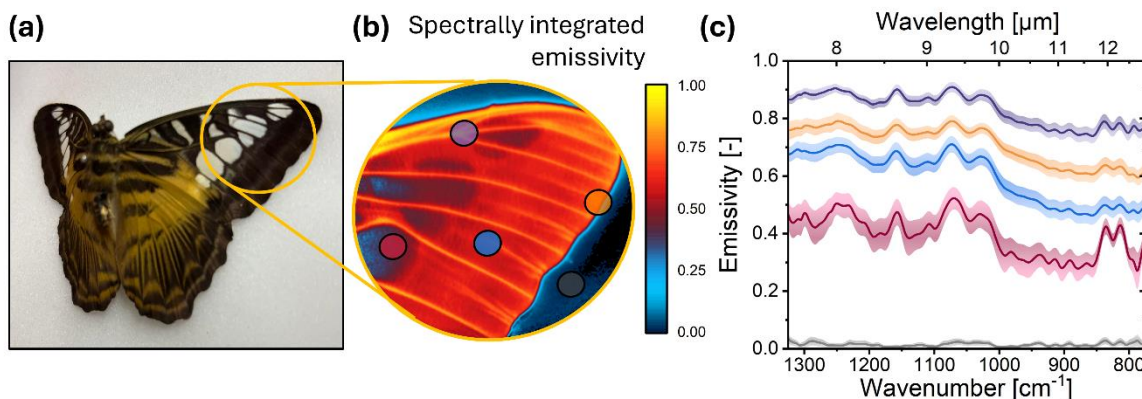 (a)
(b) Spectrally integrated
emissivity
1.00
0.75
0.50
0.25
0.00
(c)
Wavelength [µm]
8 9 10 11 12
Emissivity [-]
1.0
0.8
0.6
0.4
0.2
0.0
1300 1200 1100 1000 900 800
Wavenumber [cm⁻¹]